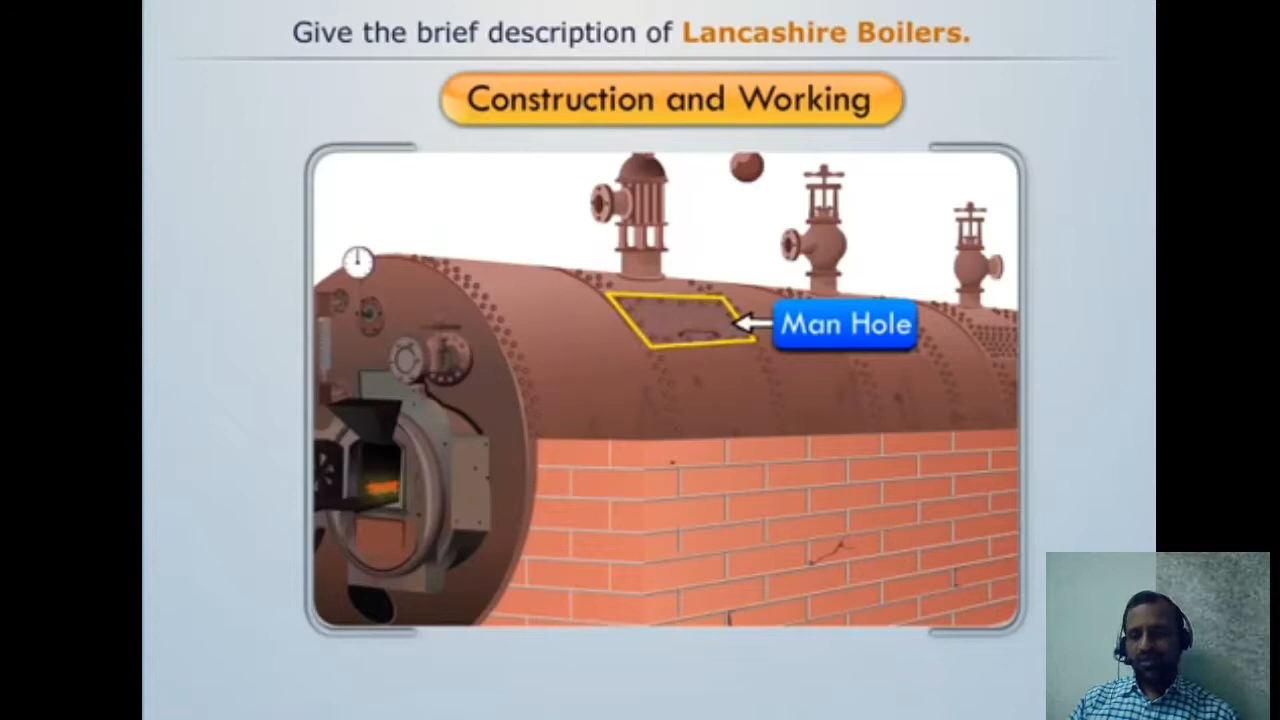 Give the brief description of Lancashire Boilers.
Construction and Working
Man Hole